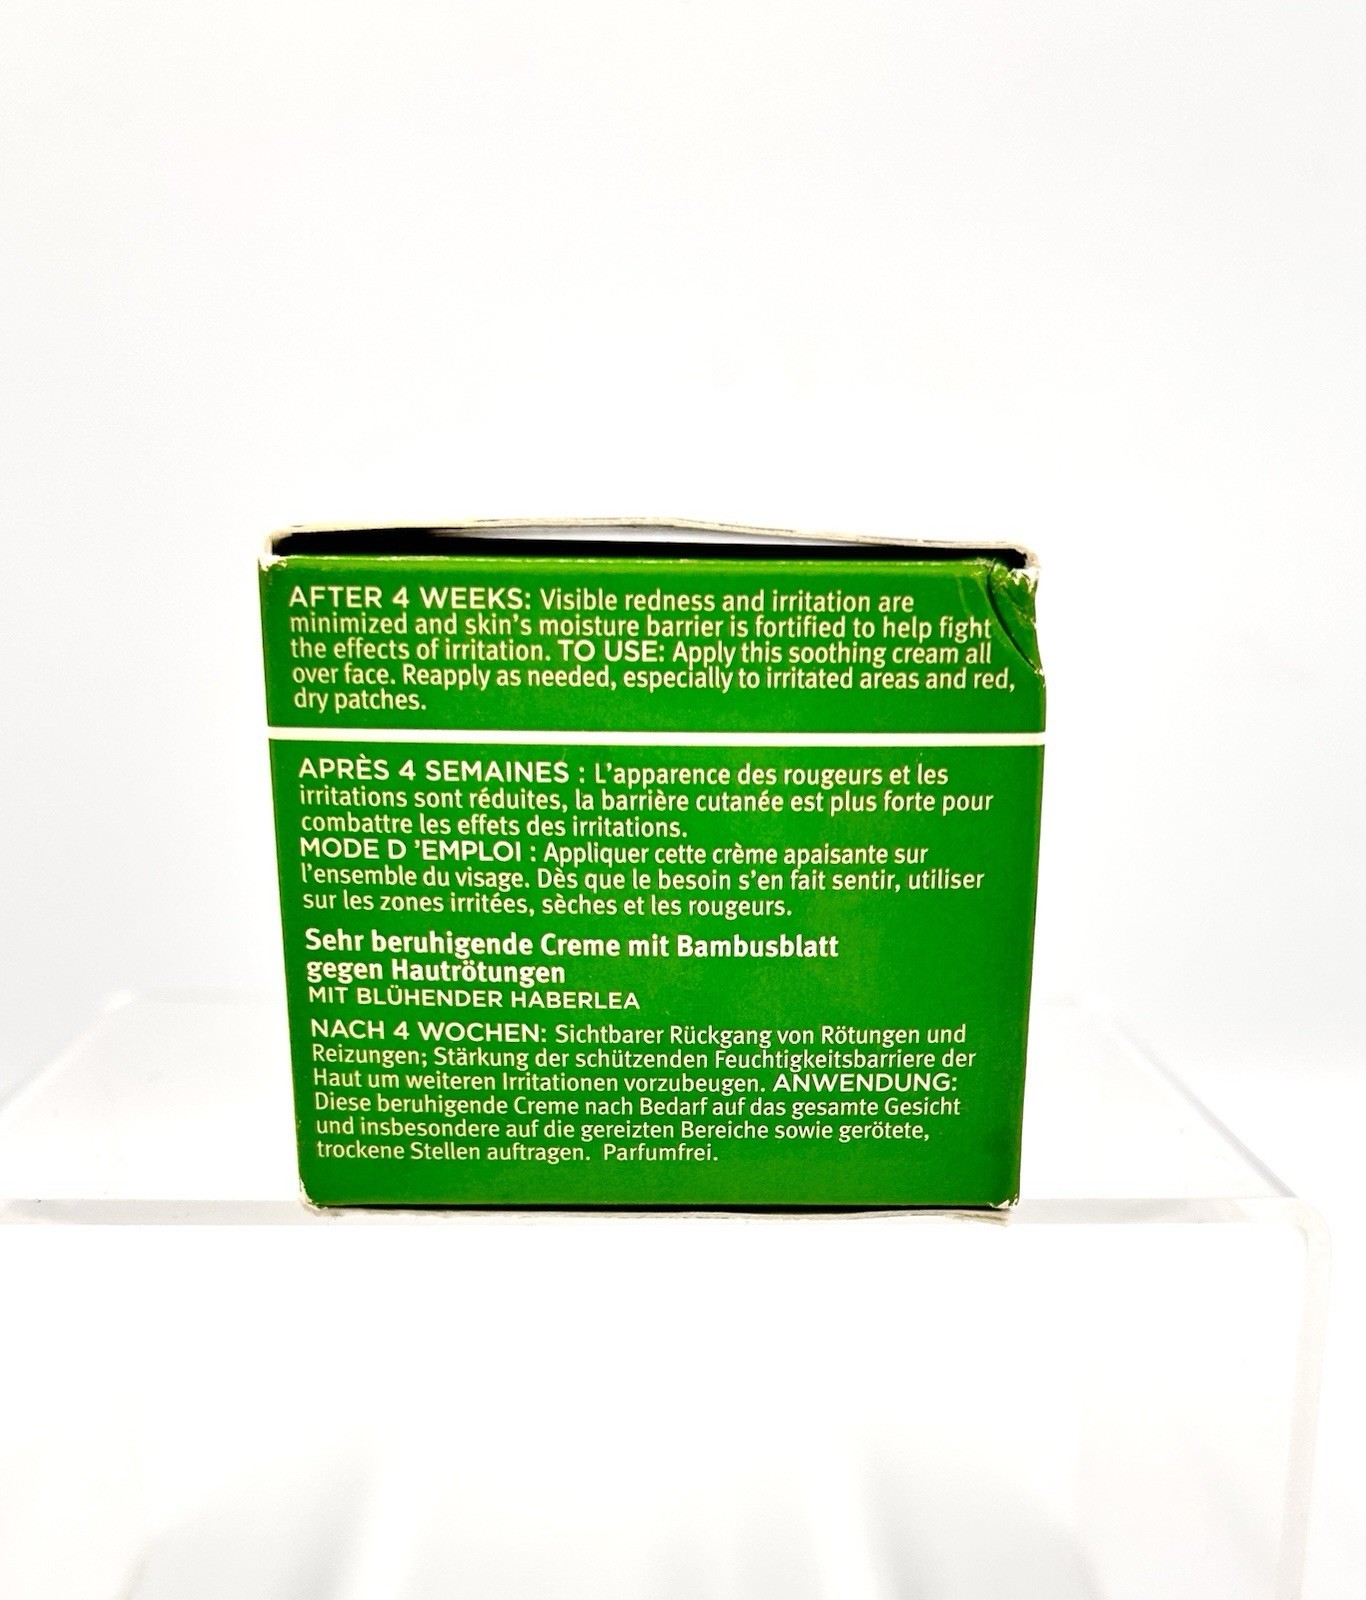 AFTER 4 WEEKS: Visible redness and irritation are
minimized and skin's moisture barrier is fortified to help fight
the effects of irritation. TO USE: Apply this soothing cream all
over face. Reapply as needed, especially to irritated areas and red,
dry patches.
APRÈS 4 SEMAINES : L'apparence des rougeurs et les
irritations sont réduites, la barrière cutanée est plus forte pour
combattre les effets des irritations.
MODE D 'EMPLOI : Appliquer cette crème apaisante sur
l'ensemble du visage. Dès que le besoin s'en fait sentir, utiliser
sur les zones irritées, sèches et les rougeurs.
Sehr beruhigende Creme mit Bambusblatt
gegen Hautrötungen
MIT BLÜHENDER HABERLEA
NACH 4 WOCHEN: Sichtbarer Rückgang von Rötungen und
Reizungen; Stärkung der schützenden Feuchtigkeitsbarriere der
Haut um weiteren Irritationen vorzubeugen. ANWENDUNG:
Diese beruhigende Creme nach Bedarf auf das gesamte Gesicht
und insbesondere auf die gereizten Bereiche sowie gerötete,
trockene Stellen auftragen. Parfumfrei.